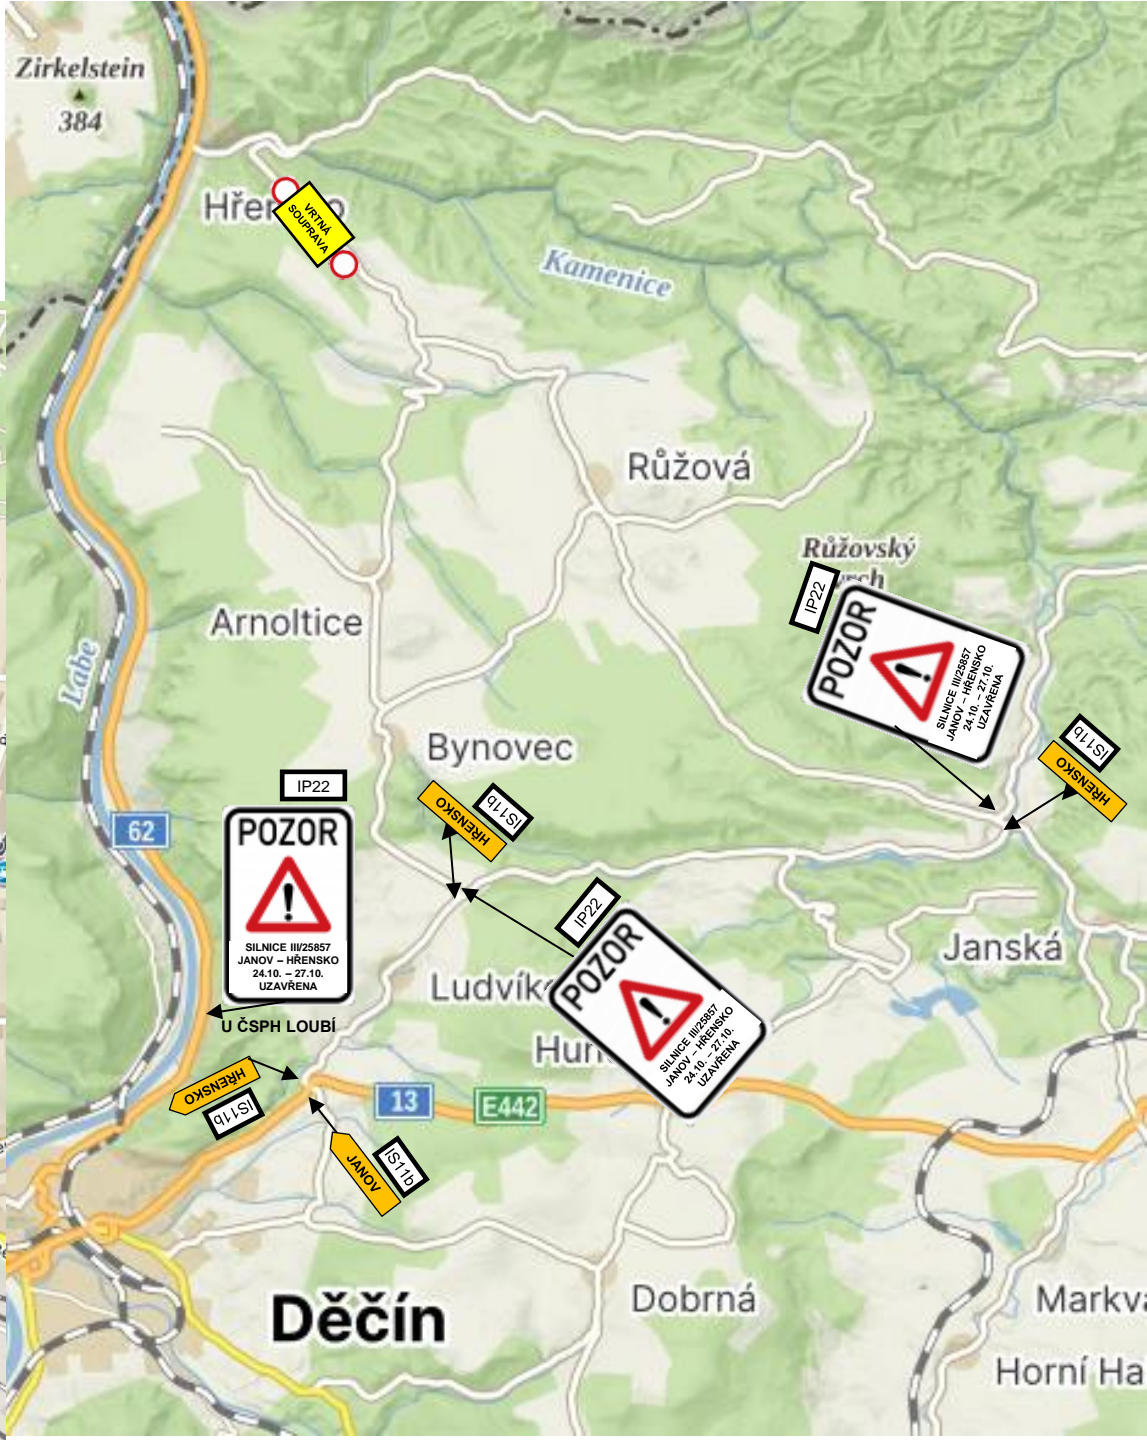 Zirkelstein
384
VRTNÁ
SOUPRAVA
Kamenice
Růžová
Růžovský
IP22
POZOR
!
SILNICE III/25857
JANOV – HŘENSKO
24.10. – 27.10.
UZAVŘENA
Arnoltice
Labe
Bynovec
IS11b
HŘENSKO
IP22
62
POZOR
!
SILNICE III/25857
JANOV – HŘENSKO
24.10. – 27.10.
UZAVŘENA
HŘENSKO
IS11b
IP22
POZOR
!
SILNICE III/25857
JANOV – HŘENSKO
24.10. – 27.10.
UZAVŘENA
Janská
U ČSPH LOUBÍ
HŘENSKO
IS11b
13
E442
JANOV
IS11b
Děčín
Dobrná
Horní